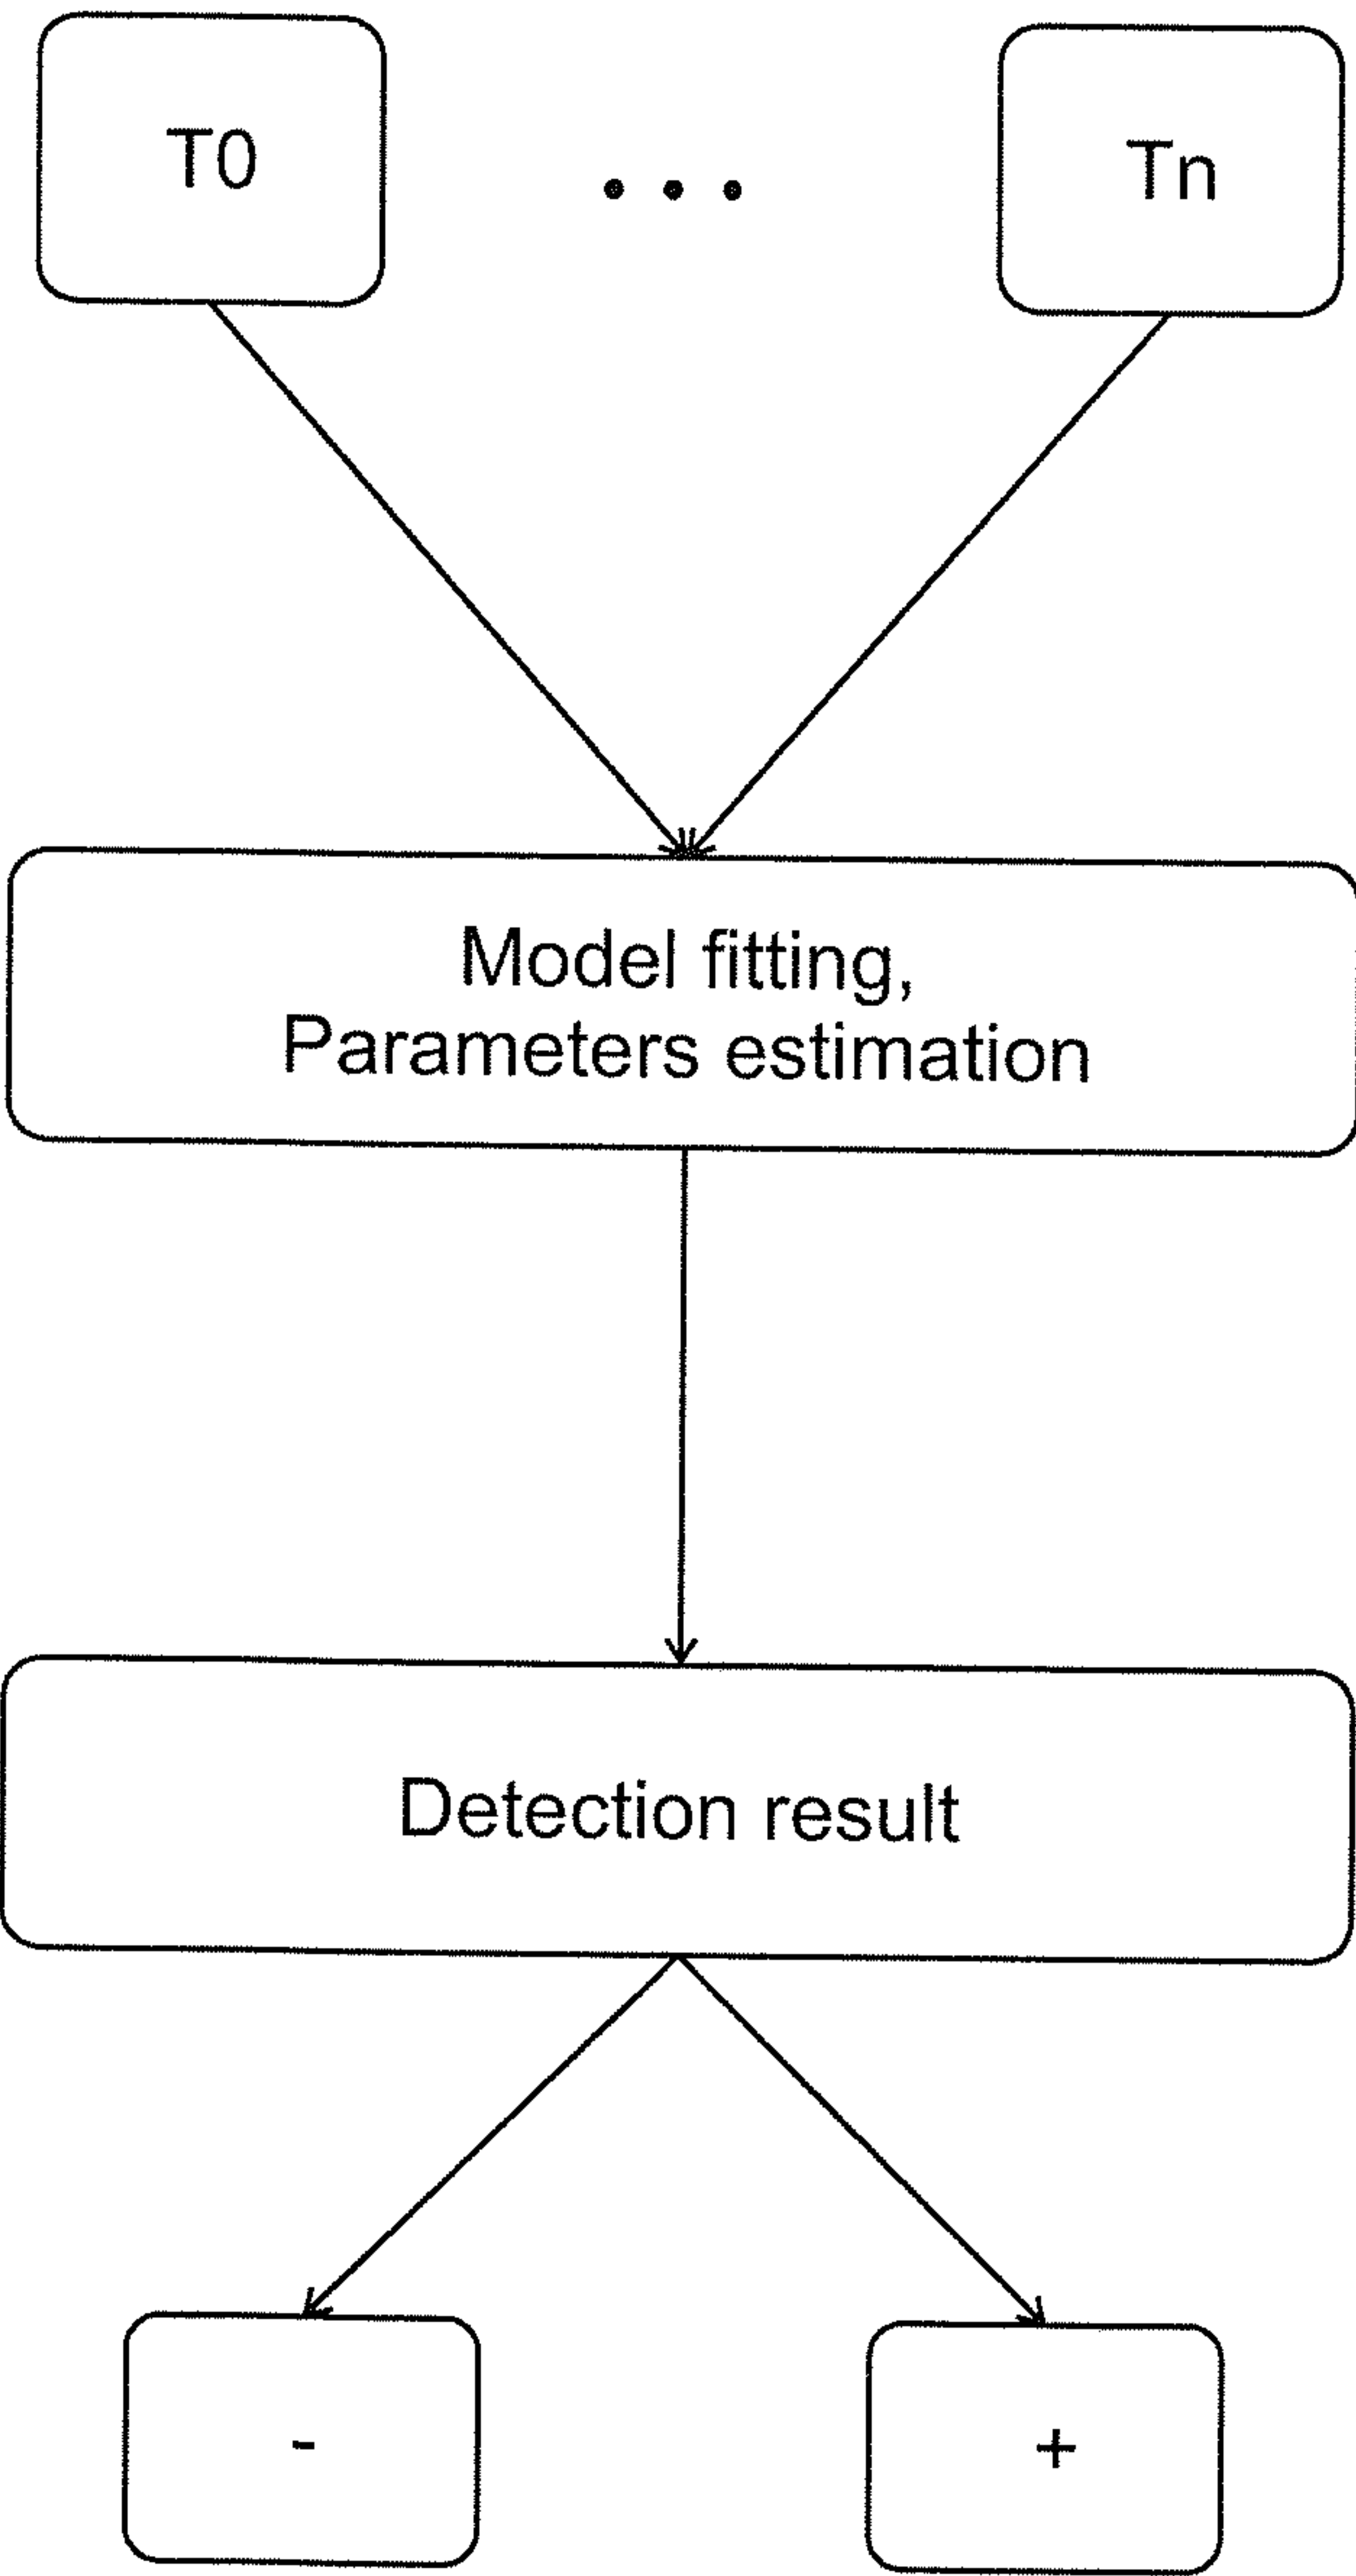 T0
...
Tn
Model fitting,
Parameters estimation
Detection result
-
+